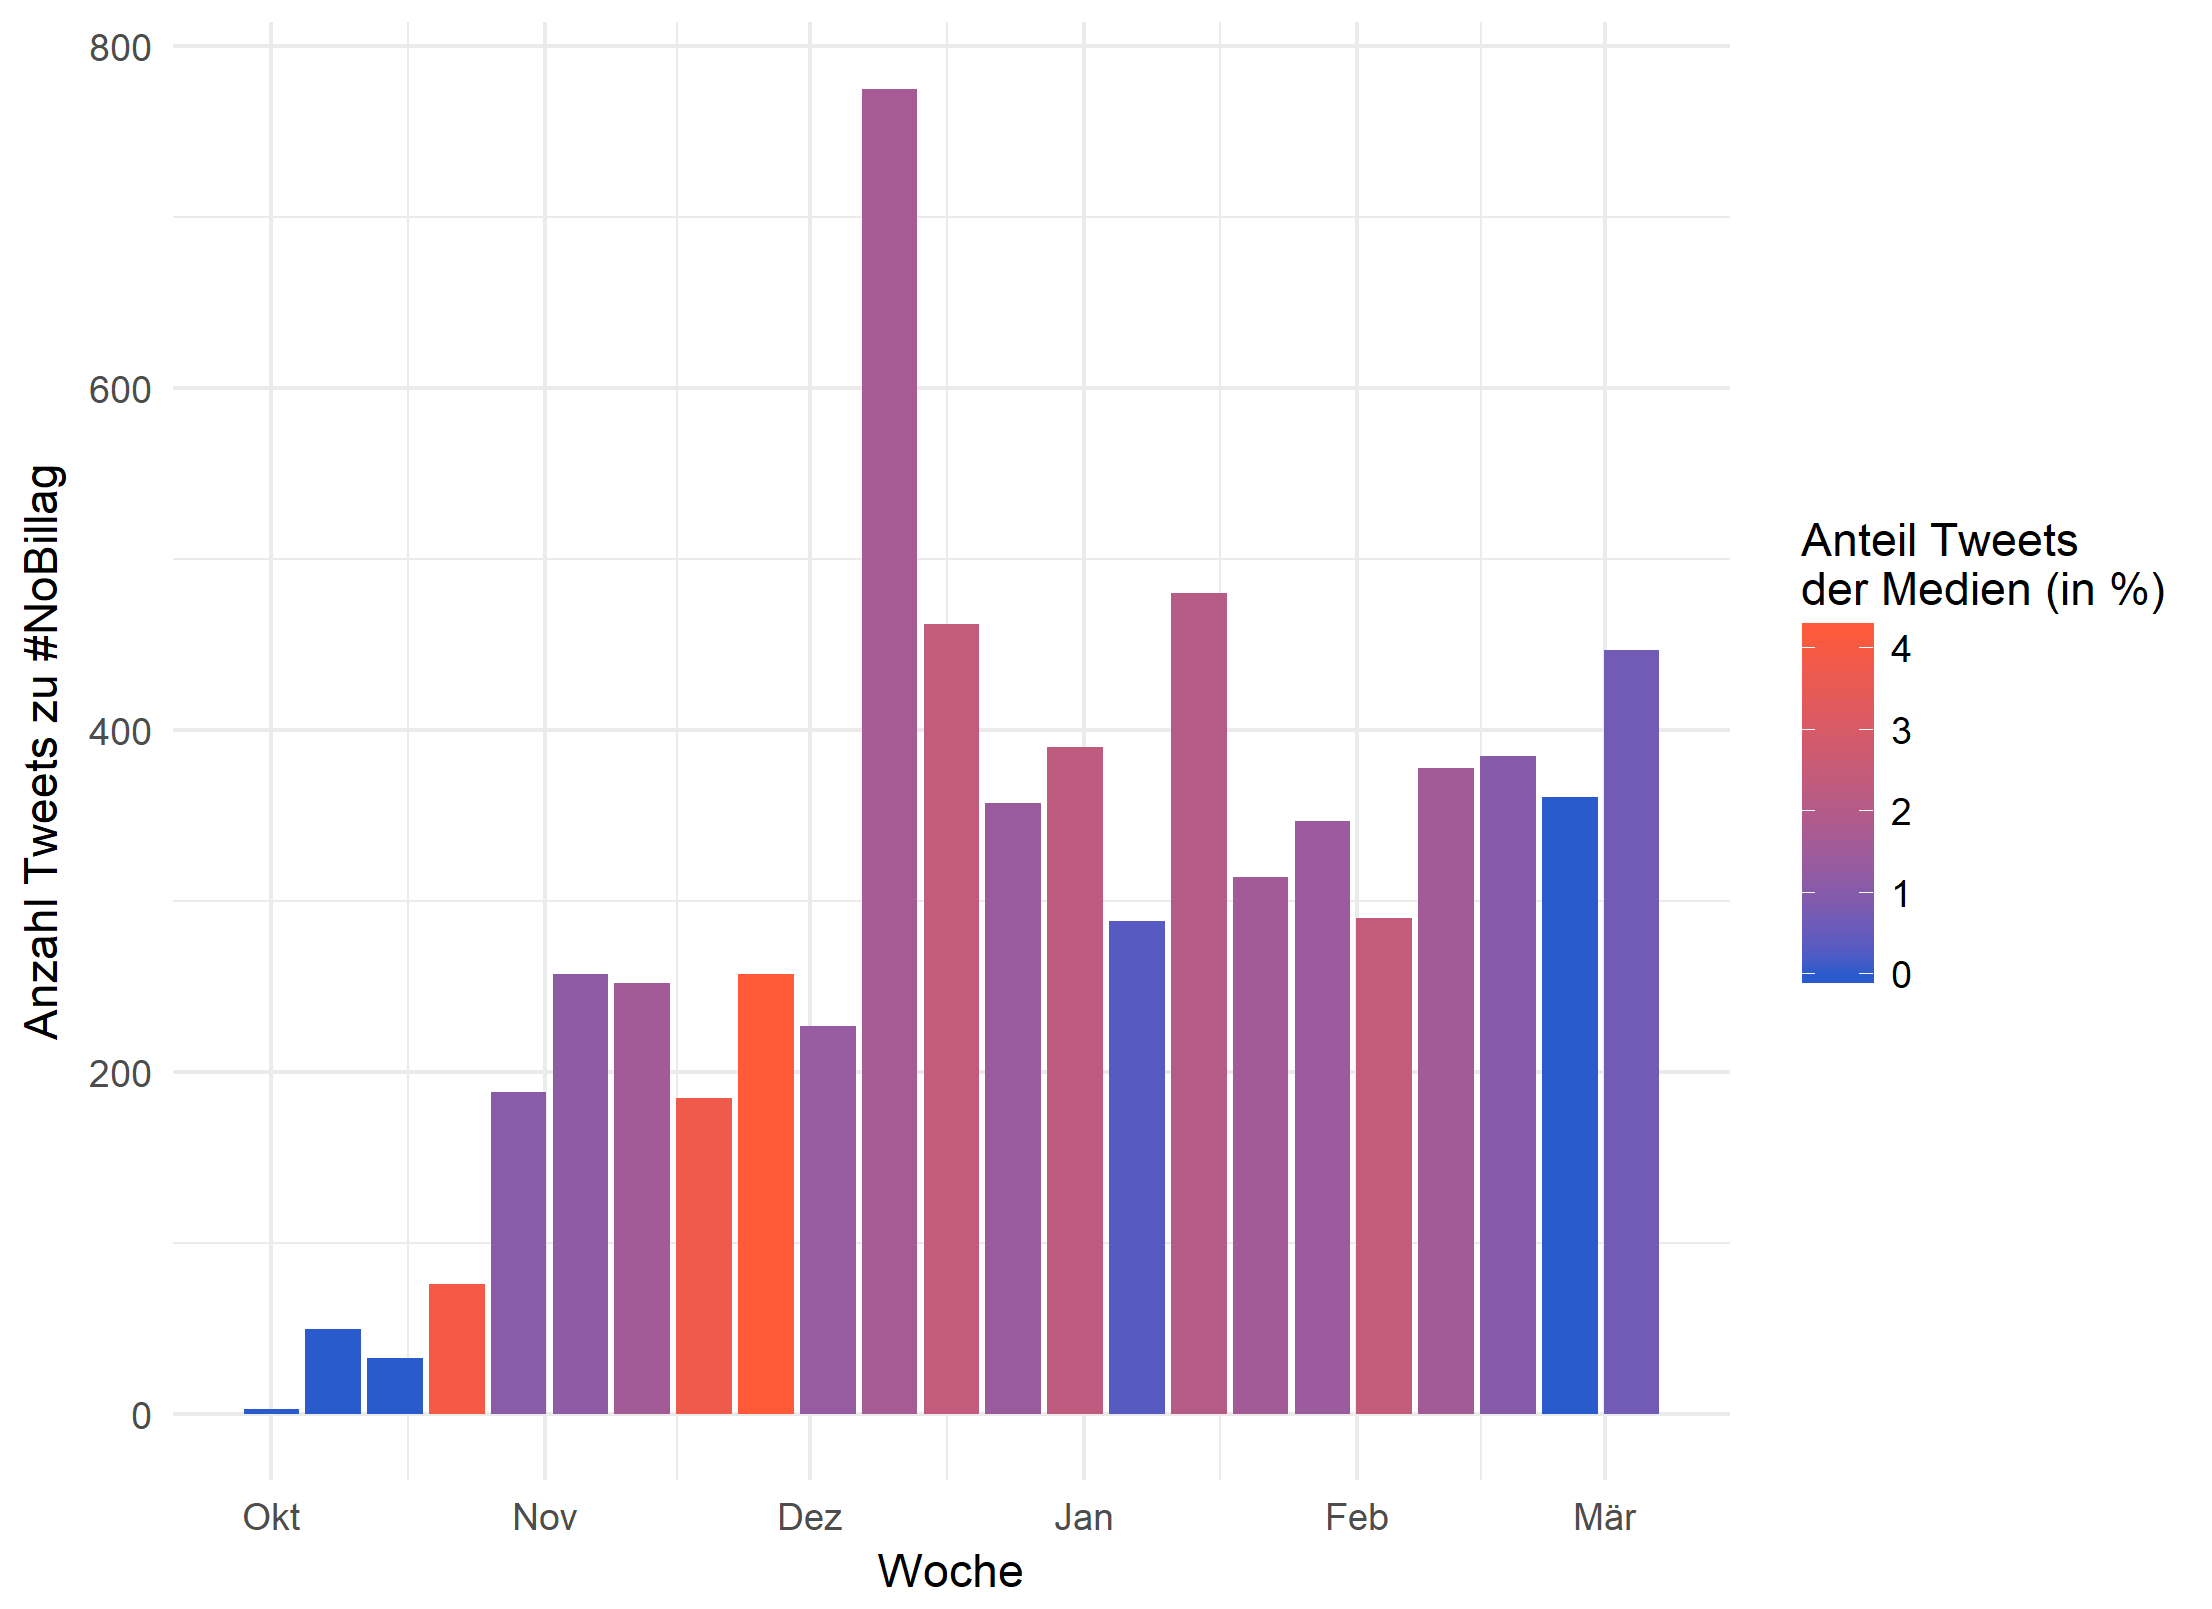 800
600
400
200
0
Anzahl Tweets zu #NoBillag
Okt
Nov
Dez
Jan
Feb
Mär
Woche
Anteil Tweets
der Medien (in %)
4
3
2
1
0